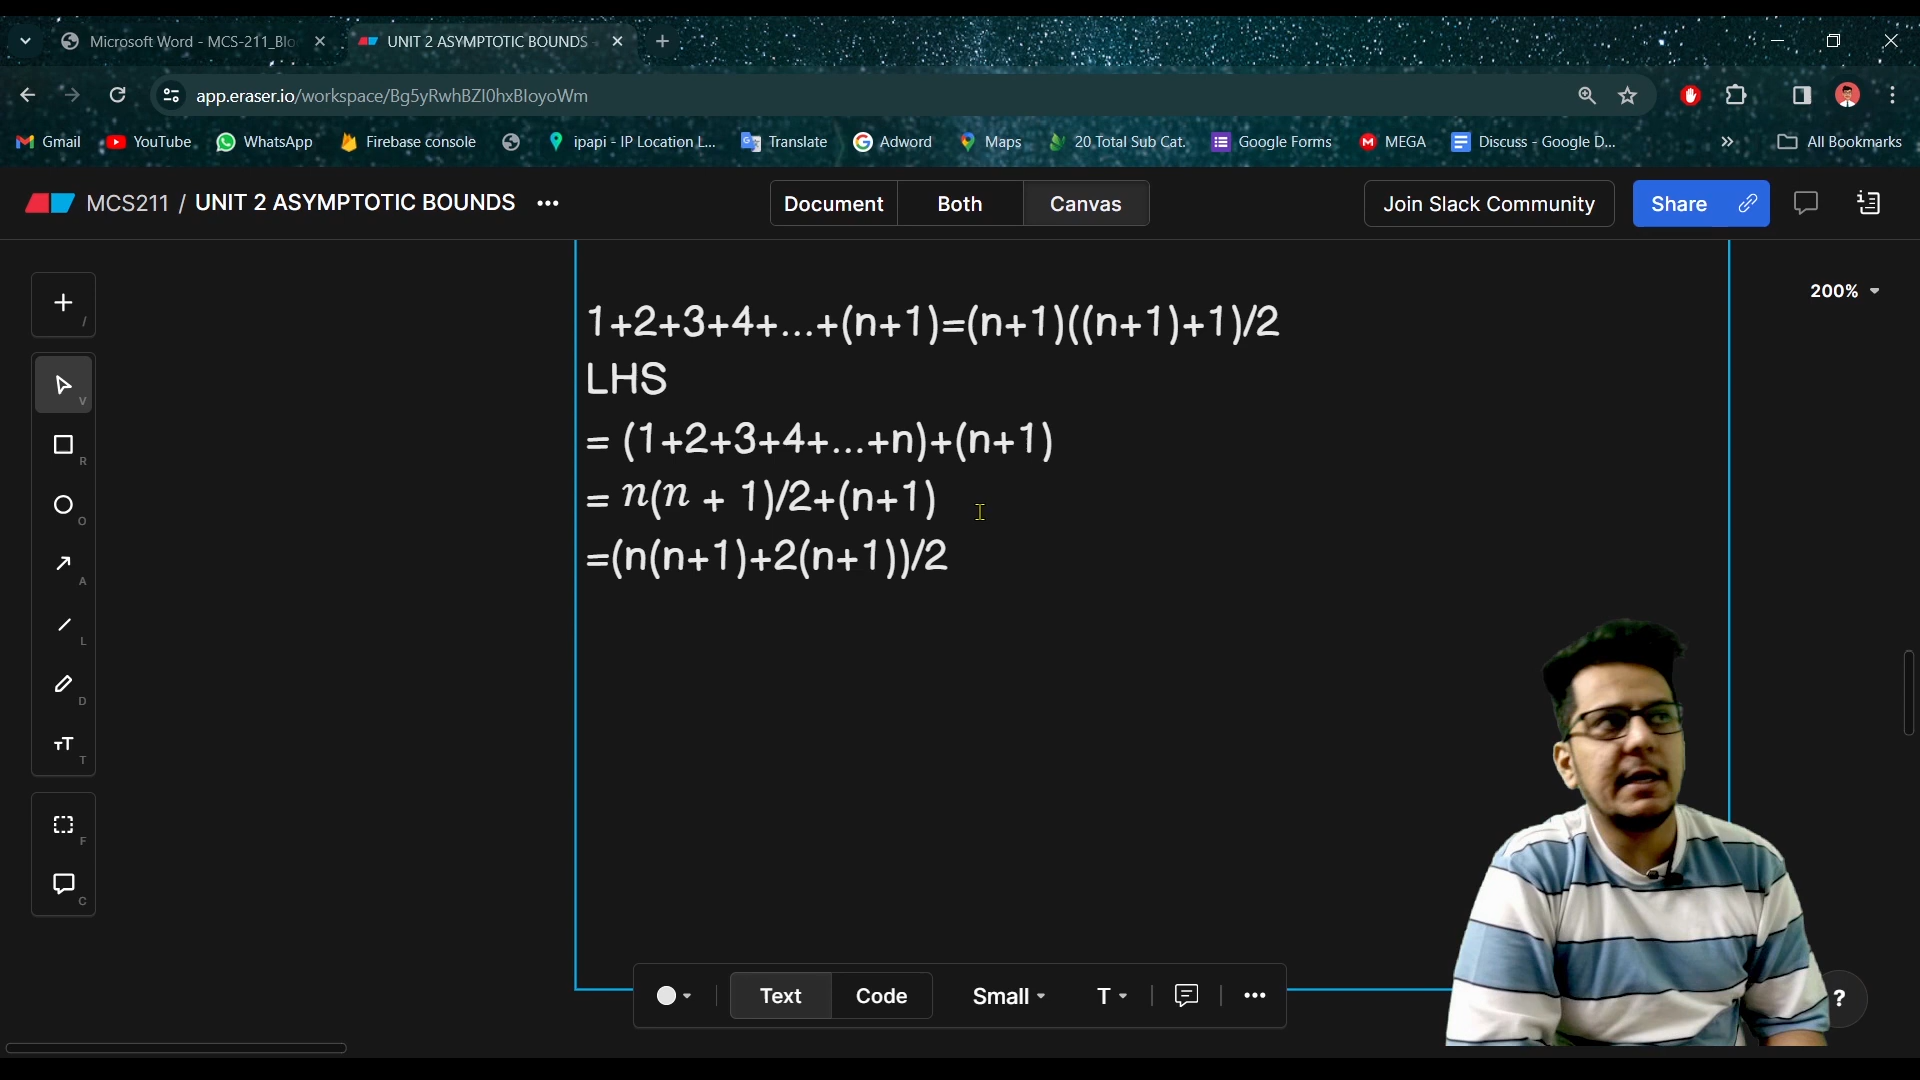 Microsoft Word - MCS-211_Blo
UNIT 2 ASYMPTOTIC BOUNDS
app.eraser.io/workspace/Bg5yRwhBZI0hxBIoyoWm
Gmail
YouTube
WhatsApp
Firebase console
ipapi - IP Location L...
Translate
Adword
Maps
20 Total Sub Cat.
Google Forms
MEGA
Discuss - Google D...
All Bookmarks
MCS211 / UNIT 2 ASYMPTOTIC BOUNDS
Document
Both
Canvas
Join Slack Community
Share
200%
/
V
R
O
A
L
D
T
F
C
1+2+3+4+...+(n+1)=(n+1)((n+1)+1)/2
LHS
= (1+2+3+4+...+n)+(n+1)
= 𝑛(𝑛 + 1)/2+(n+1)
=(n(n+1)+2(n+1))/2
Text
Code
Small
T
?